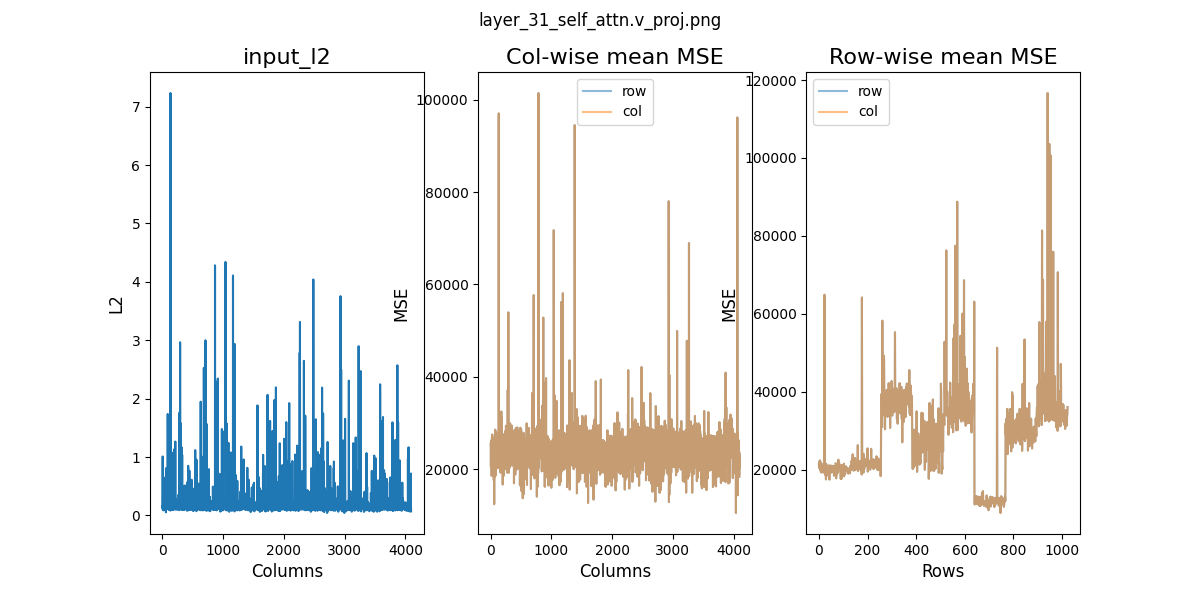 layer_31_self_attn.v_proj.png
input_l2
L2
7
6
5
4
3
2
1
0
0 1000 2000 3000 4000
Columns
Col-wise mean MSE
MSE
100000
80000
60000
40000
20000
row
col
0 1000 2000 3000 4000
Columns
Row-wise mean MSE
MSE
120000
100000
80000
60000
40000
20000
row
col
0 200 400 600 800 1000
Rows